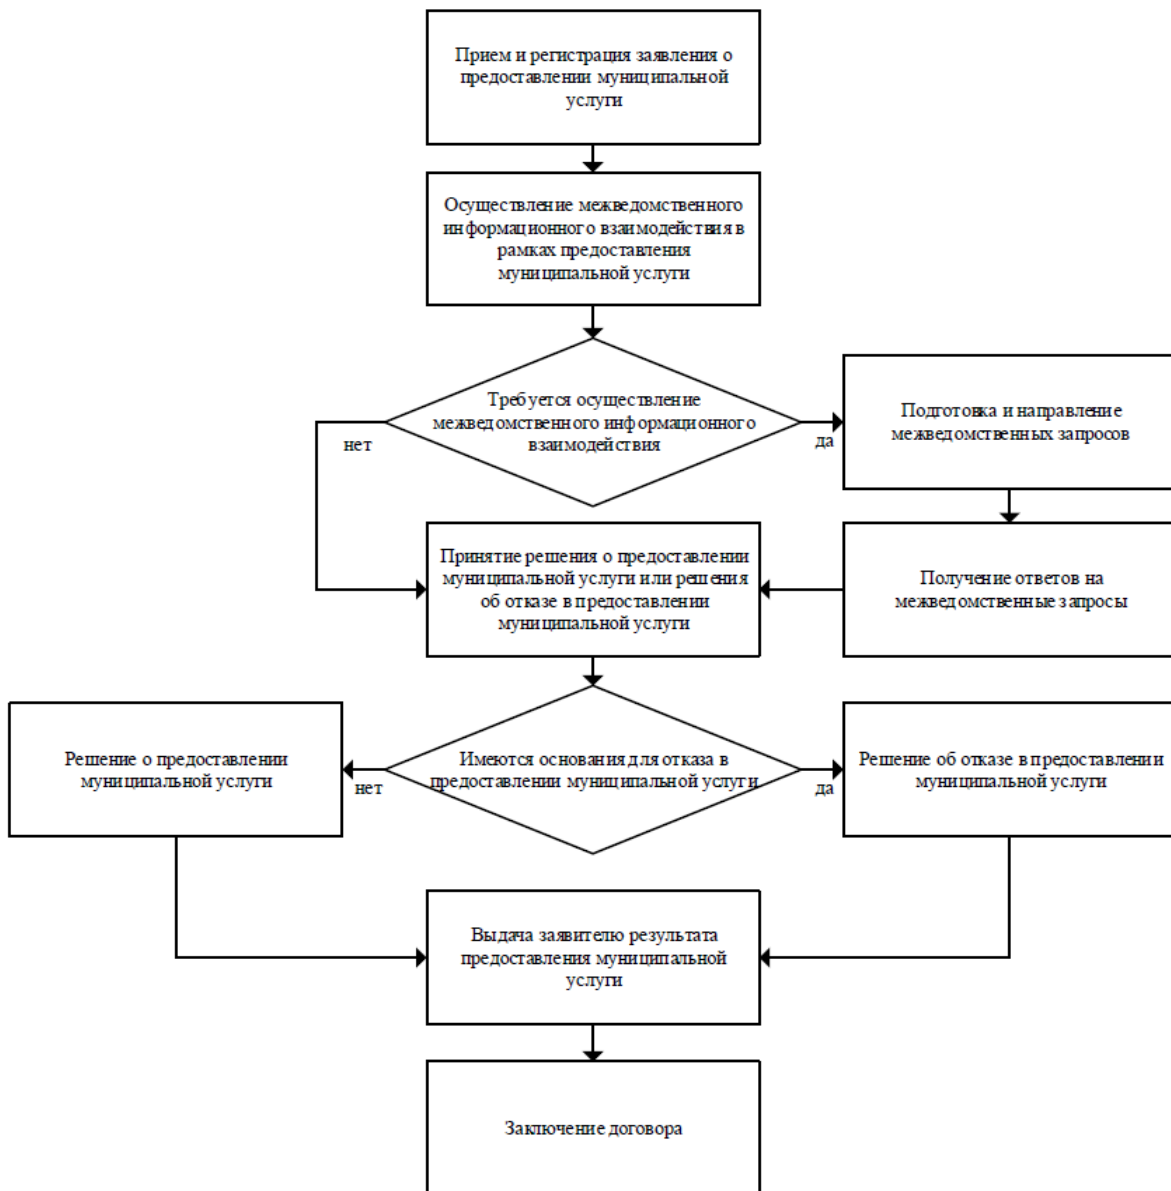 Прием и регистрация заявления о
предоставлении муниципальной
услуги
Осуществление межведомственного
информационного взаимодействия в
рамках предоставления
муниципальной услуги
Требуется осуществление
межведомственного информационного
взаимодействия
нет
да
Подготовка и направление
межведомственных запросов
Принятие решения о предоставлении
муниципальной услуги или решения
об отказе в предоставлении
муниципальной услуги
Получение ответов на
межведомственные запросы
Решение о предоставлении
муниципальной услуги
нет
Имеются основания для отказа в
предоставлении муниципальной услуги
да
Решение об отказе в предоставлении
муниципальной услуги
Выдача заявителю результата
предоставления муниципальной
услуги
Заключение договора